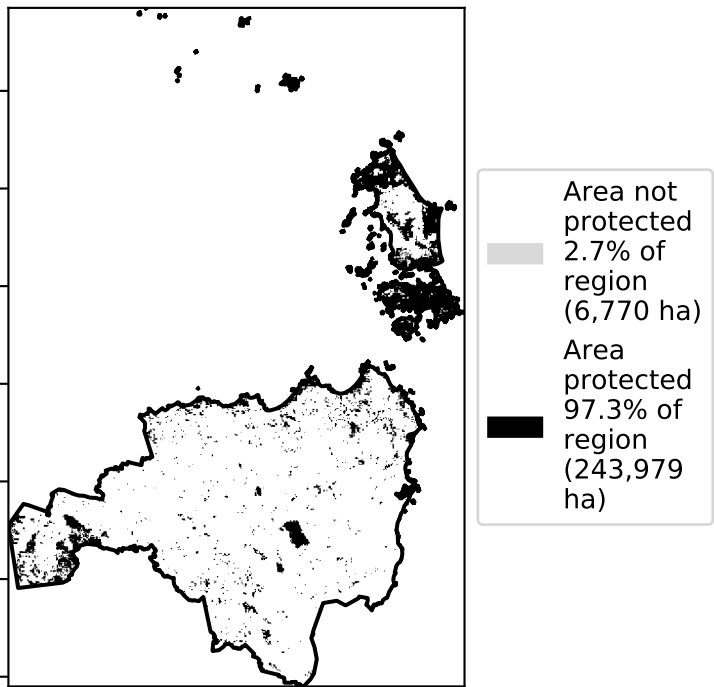 Area not
protected
2.7% of
region
(6,770 ha)
Area
protected
97.3% of
region
(243,979
ha)